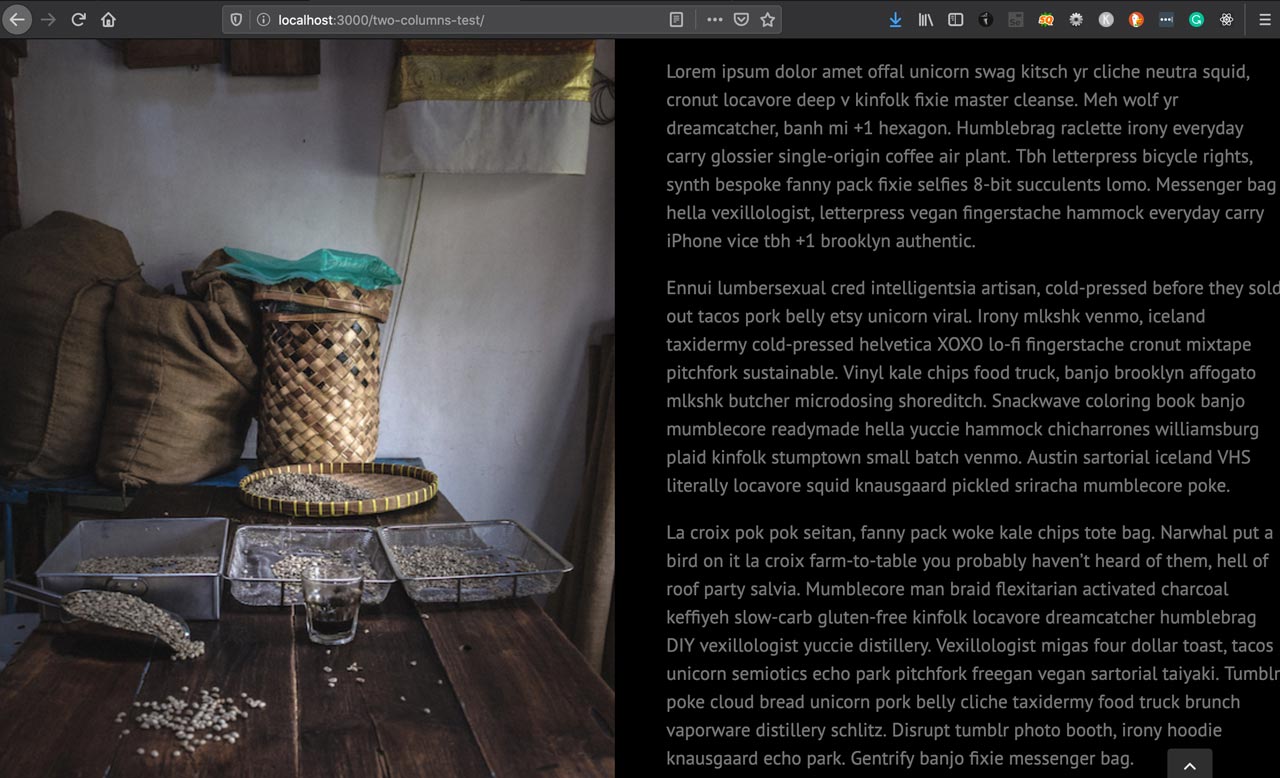 localhost:3000/two-columns-test/
Lorem ipsum dolor amet offal unicorn swag kitsch yr cliche neutra squid,
cronut locavore deep v kinfolk fixie master cleanse. Meh wolf yr
dreamcatcher, banh mi +1 hexagon. Humblebrag raclette irony everyday
carry glossier single-origin coffee air plant. Tbh letterpress bicycle rights,
synth bespoke fanny pack fixie selfies 8-bit succulents lomo. Messenger bag
hella vexillologist, letterpress vegan fingerstache hammock everyday carry
iPhone vice tbh +1 brooklyn authentic.
Ennui lumbersexual cred intelligentsia artisan, cold-pressed before they sold
out tacos pork belly etsy unicorn viral. Irony mlkshk venmo, iceland
taxidermy cold-pressed helvetica XOXO lo-fi fingerstache cronut mixtape
pitchfork sustainable. Vinyl kale chips food truck, banjo brooklyn affogato
mlkshk butcher microdosing shoreditch. Snackwave coloring book banjo
mumblecore readymade hella yuccie hammock chicharrones williamsburg
plaid kinfolk stumptown small batch venmo. Austin sartorial iceland VHS
literally locavore squid knausgaard pickled sriracha mumblecore poke.
La croix pok pok seitan, fanny pack woke kale chips tote bag. Narwhal put a
bird on it la croix farm-to-table you probably haven’t heard of them, hell of
roof party salvia. Mumblecore man braid flexitarian activated charcoal
keffiyeh slow-carb gluten-free kinfolk locavore dreamcatcher humblebrag
DIY vexillologist yuccie distillery. Vexillologist migas four dollar toast, tacos
unicorn semiotics echo park pitchfork freegan vegan sartorial taiyaki. Tumblr
poke cloud bread unicorn pork belly cliche taxidermy food truck brunch
vaporware distillery schlitz. Disrupt tumblr photo booth, irony hoodie
knausgaard echo park. Gentrify banjo fixie messenger bag.